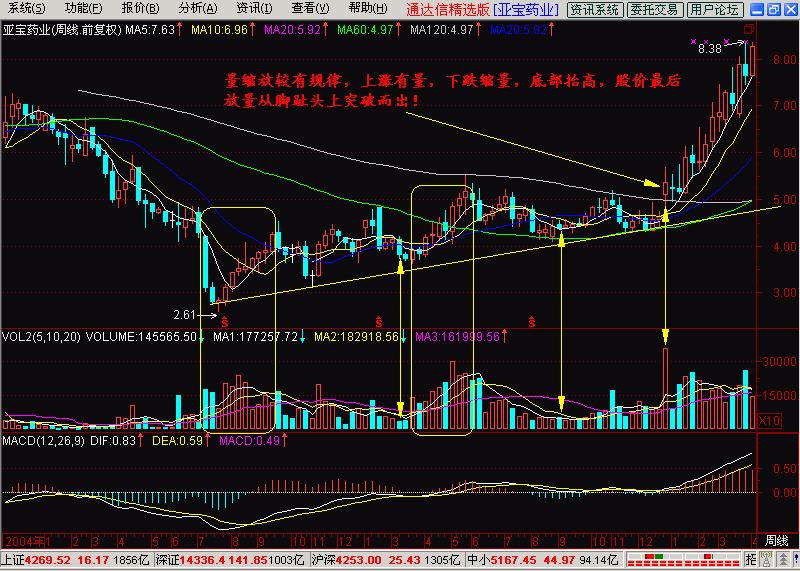 系统(S) 功能(F) 报价(B) 分析(A) 资讯(I) 查看(V) 帮助(H) 通达信精选版 [亚宝药业] 资讯系统 委托交易 用户论坛
亚宝药业(周线.前复权) MA5:7.63↑ MA10:6.96↑ MA20:5.92↑ MA60:4.97↑ MA120:4.97↑ MA20:5.92↑
8.38
量缩放较有规律，上涨有量，下跌缩量，底部抬高，股价最后
放量从脚趾头上突破而出！
8.00
7.00
6.00
5.00
4.00
3.00
2.61
VOL2(5,10,20) VOLUME:145565.50↓ MA1:177257.72↓ MA2:182918.56↓ MA3:161999.56↑
30000
15000
X10
MACD(12,26,9) DIF:0.83↑ DEA:0.59↑ MACD:0.49↑
0.50
0.00
2004年 1 2 3 4 5 6 7 8 9 10 11 12 1 2 3 4 5 6 7 8 9 10 11 12 1 2 3 4 周线
上证4269.52 16.17 1856亿 深证14336.4 141.85 1003亿 沪深4253.00 25.43 1305亿 中小5167.45 44.97 94.14亿 招